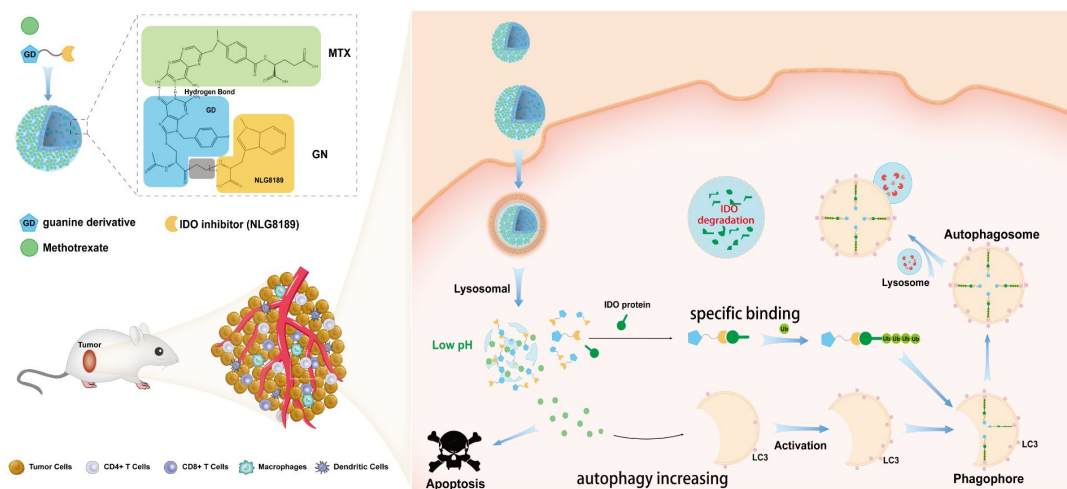 GD
MTX
Hydrogen Bond
GD
GN
NLG8189
GD
guanine derivative
IDO inhibitor (NLG8189)
Methotrexate
Tumor
Tumor Cells
CD4+ T Cells
CD8+ T Cells
Macrophages
Dendritic Cells
Lysosomal
Low pH
IDO protein
IDO
degradation
specific binding
Ub
Ub Ub Ub Ub
Lysosome
Autophagosome
Apoptosis
autophagy increasing
LC3
Activation
LC3
LC3
Phagophore